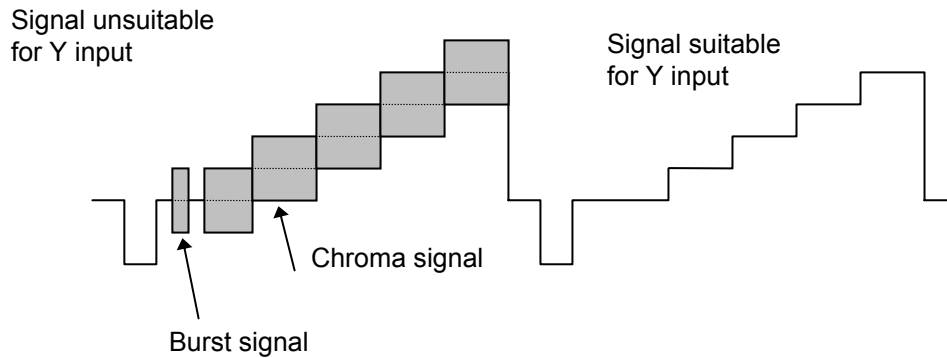 Signal unsuitable
for Y input
Signal suitable
for Y input
Chroma signal
Burst signal